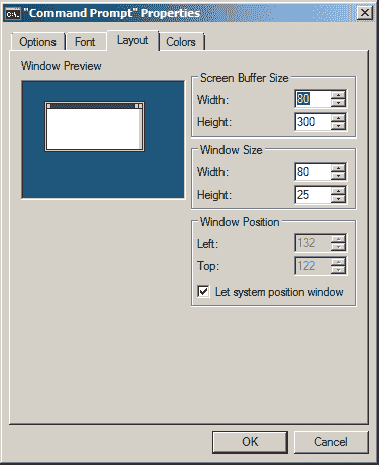 C:\. "Command Prompt" Properties
Options Font Layout Colors
Window Preview
Screen Buffer Size
Width: 80
Height: 300
Window Size
Width: 80
Height: 25
Window Position
Left: 132
Top: 122
Let system position window
OK Cancel